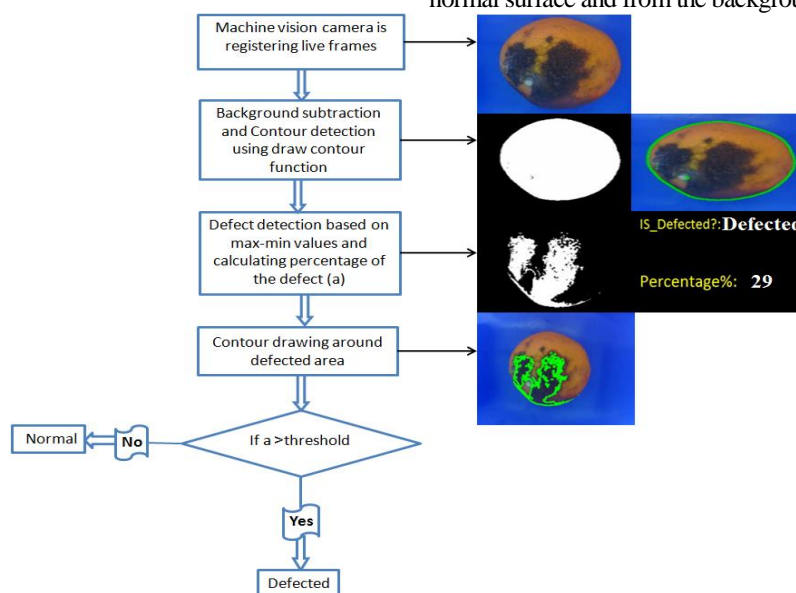 normal surface and from the backgrou
Machine vision camera is
registering live frames
Background subtraction
and Contour detection
using draw contour
function
Defect detection based on
max-min values and
calculating percentage of
the defect (a)
IS_Defected?: Defected
Percentage%: 29
Contour drawing around
defected area
If a >threshold
No
Normal
Yes
Defected